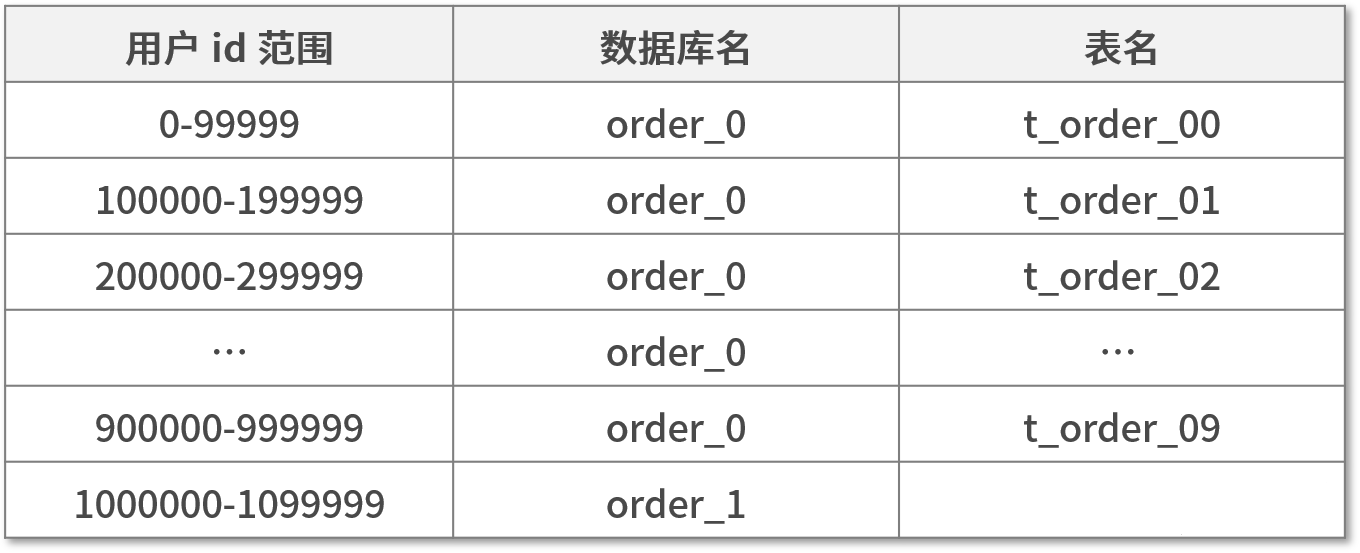 用户 id 范围 数据库名 表名
0-99999 order_0 t_order_00
100000-199999 order_0 t_order_01
200000-299999 order_0 t_order_02
… order_0 …
900000-999999 order_0 t_order_09
1000000-1099999 order_1